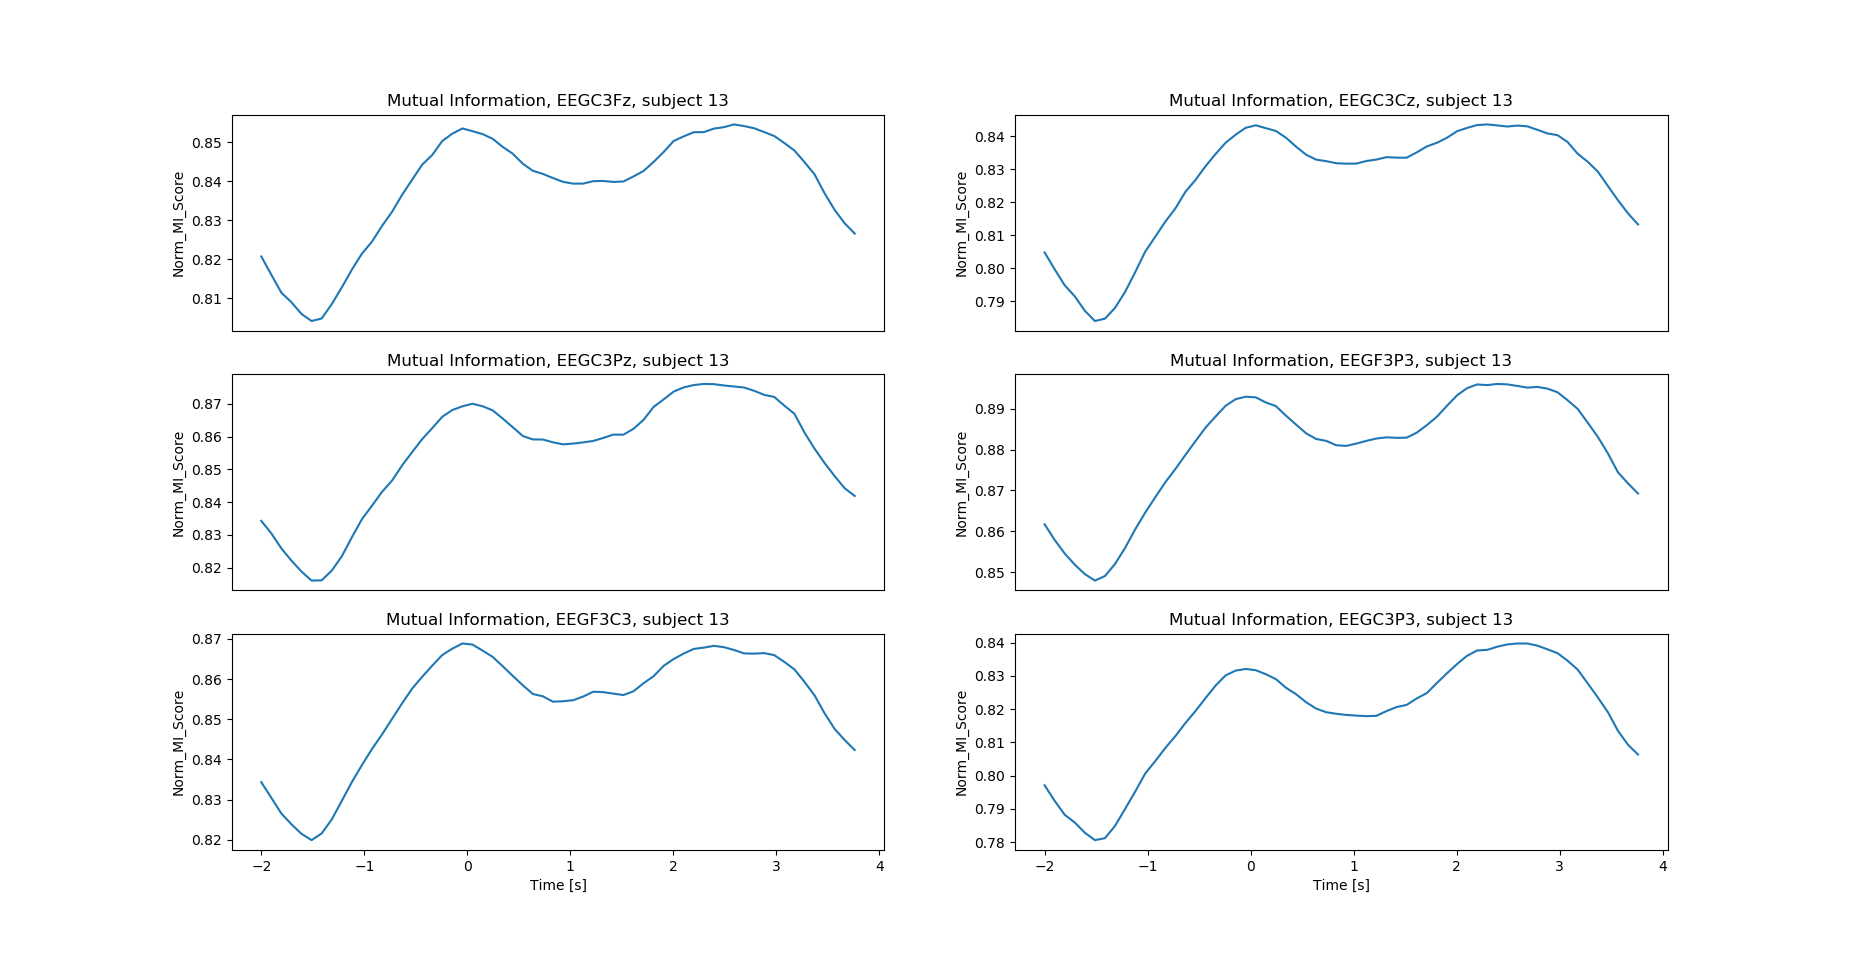 Mutual Information, EEGC3Fz, subject 13
Norm_MI_Score
0.85
0.84
0.83
0.82
0.81
Mutual Information, EEGC3Cz, subject 13
Norm_MI_Score
0.84
0.83
0.82
0.81
0.80
0.79
Mutual Information, EEGC3Pz, subject 13
Norm_MI_Score
0.87
0.86
0.85
0.84
0.83
0.82
Mutual Information, EEGF3P3, subject 13
Norm_MI_Score
0.89
0.88
0.87
0.86
0.85
Mutual Information, EEGF3C3, subject 13
Norm_MI_Score
0.87
0.86
0.85
0.84
0.83
0.82
−2 −1 0 1 2 3 4
Time [s]
Mutual Information, EEGC3P3, subject 13
Norm_MI_Score
0.84
0.83
0.82
0.81
0.80
0.79
0.78
−2 −1 0 1 2 3 4
Time [s]